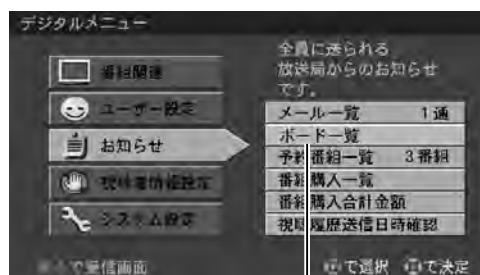 デジタルメニュー
番組関連
ユーザー設定
お知らせ
視聴者情報設定
システム設定
全員に送られる
放送局からのお知らせ
です。
メール一覧 1通
ボード一覧
予約番組一覧 3番組
番組購入一覧
番組購入合計金額
視聴履歴送信日時確認
で受信画面
で選択 で決定